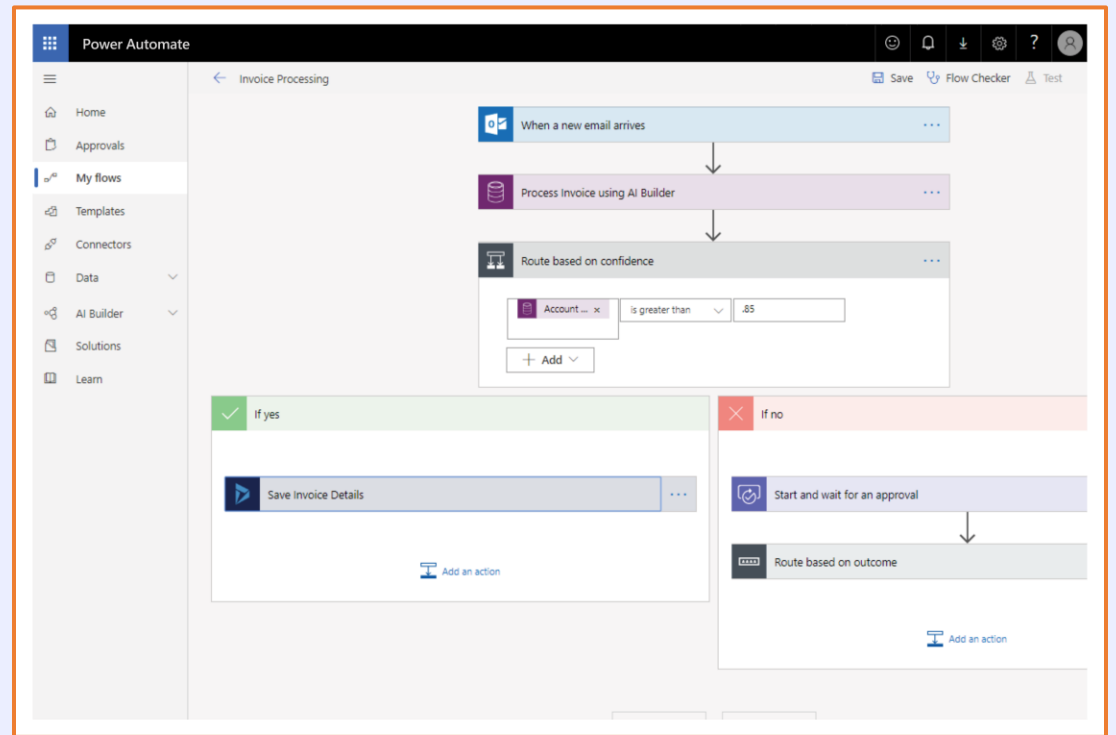 Power Automate
?
Invoice Processing
Save
Flow Checker
Test
Home
Approvals
My flows
Templates
Connectors
Data
AI Builder
Solutions
Learn
When a new email arrives
Process Invoice using AI Builder
Route based on confidence
Account ... × is greater than .85
+ Add
If yes
Save Invoice Details
Add an action
If no
Start and wait for an approval
Route based on outcome
Add an action